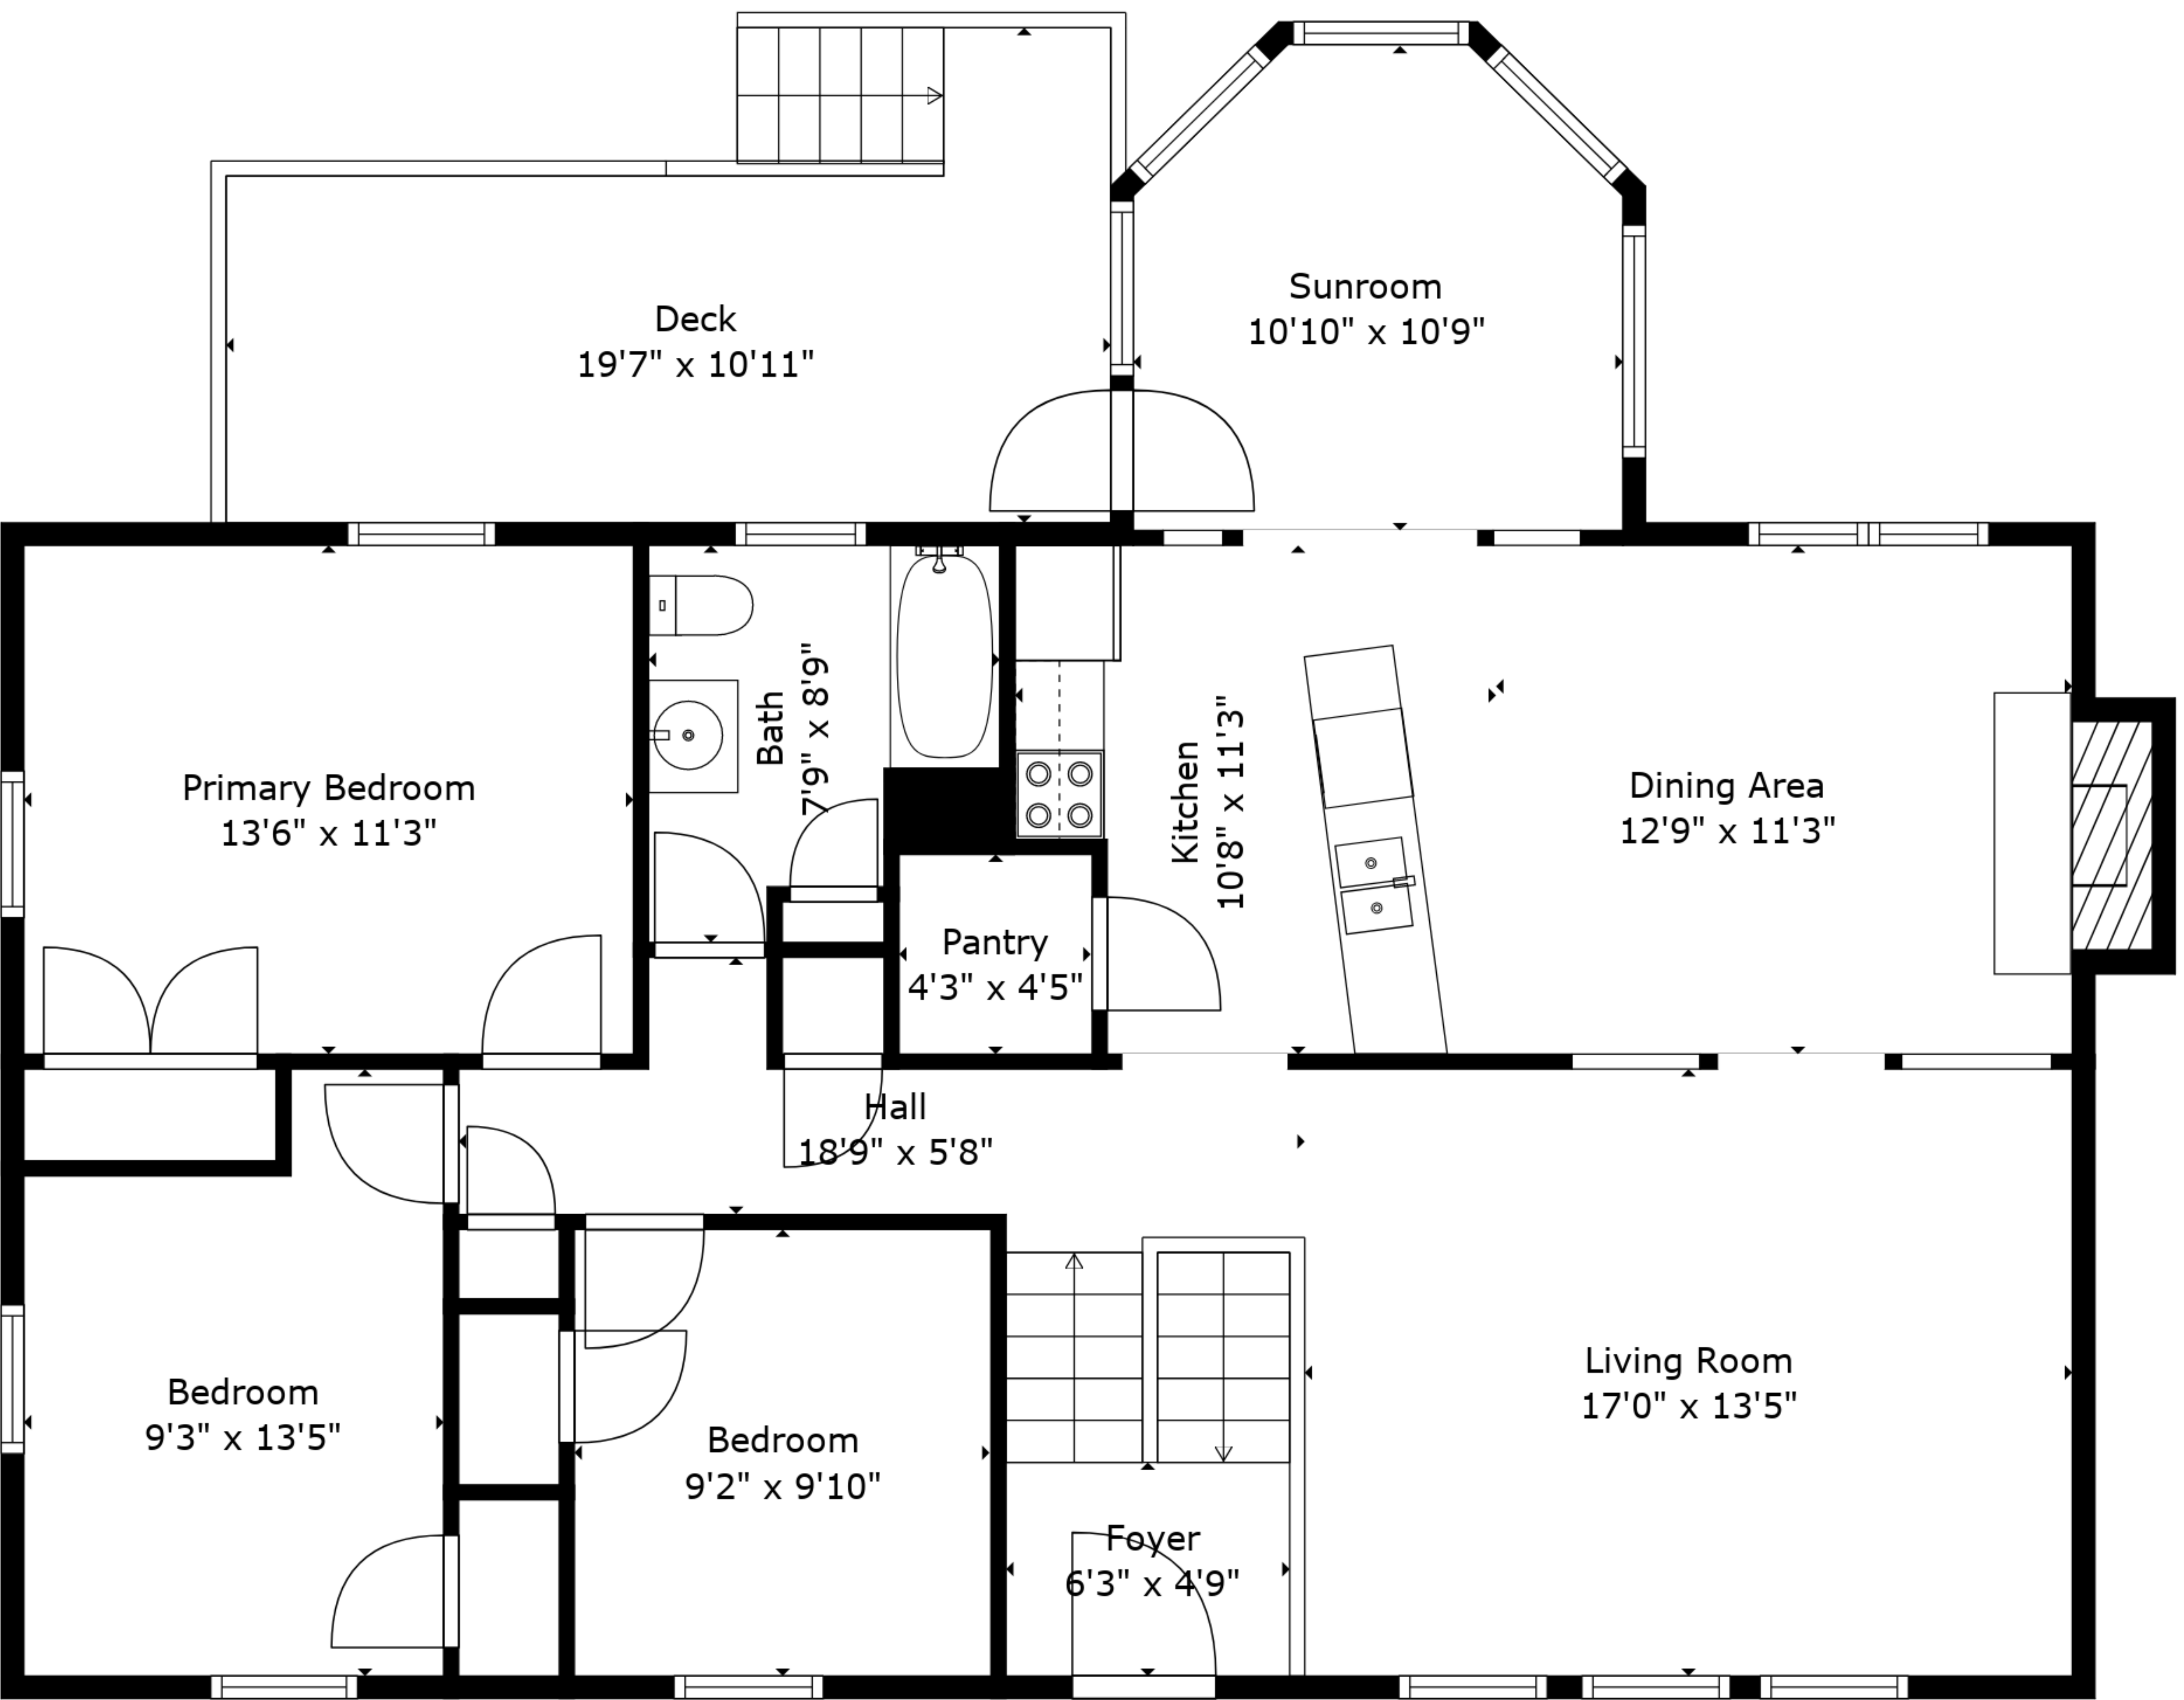 Sunroom
10'10" x 10'9"
Deck
19'7" x 10'11"
Primary Bedroom
13'6" x 11'3"
Bath
7'9" x 8'9"
Kitchen
10'8" x 11'3"
Dining Area
12'9" x 11'3"
Pantry
4'3" x 4'5"
Hall
18'9" x 5'8"
Living Room
17'0" x 13'5"
Bedroom
9'3" x 13'5"
Bedroom
9'2" x 9'10"
Foyer
6'3" x 4'9"